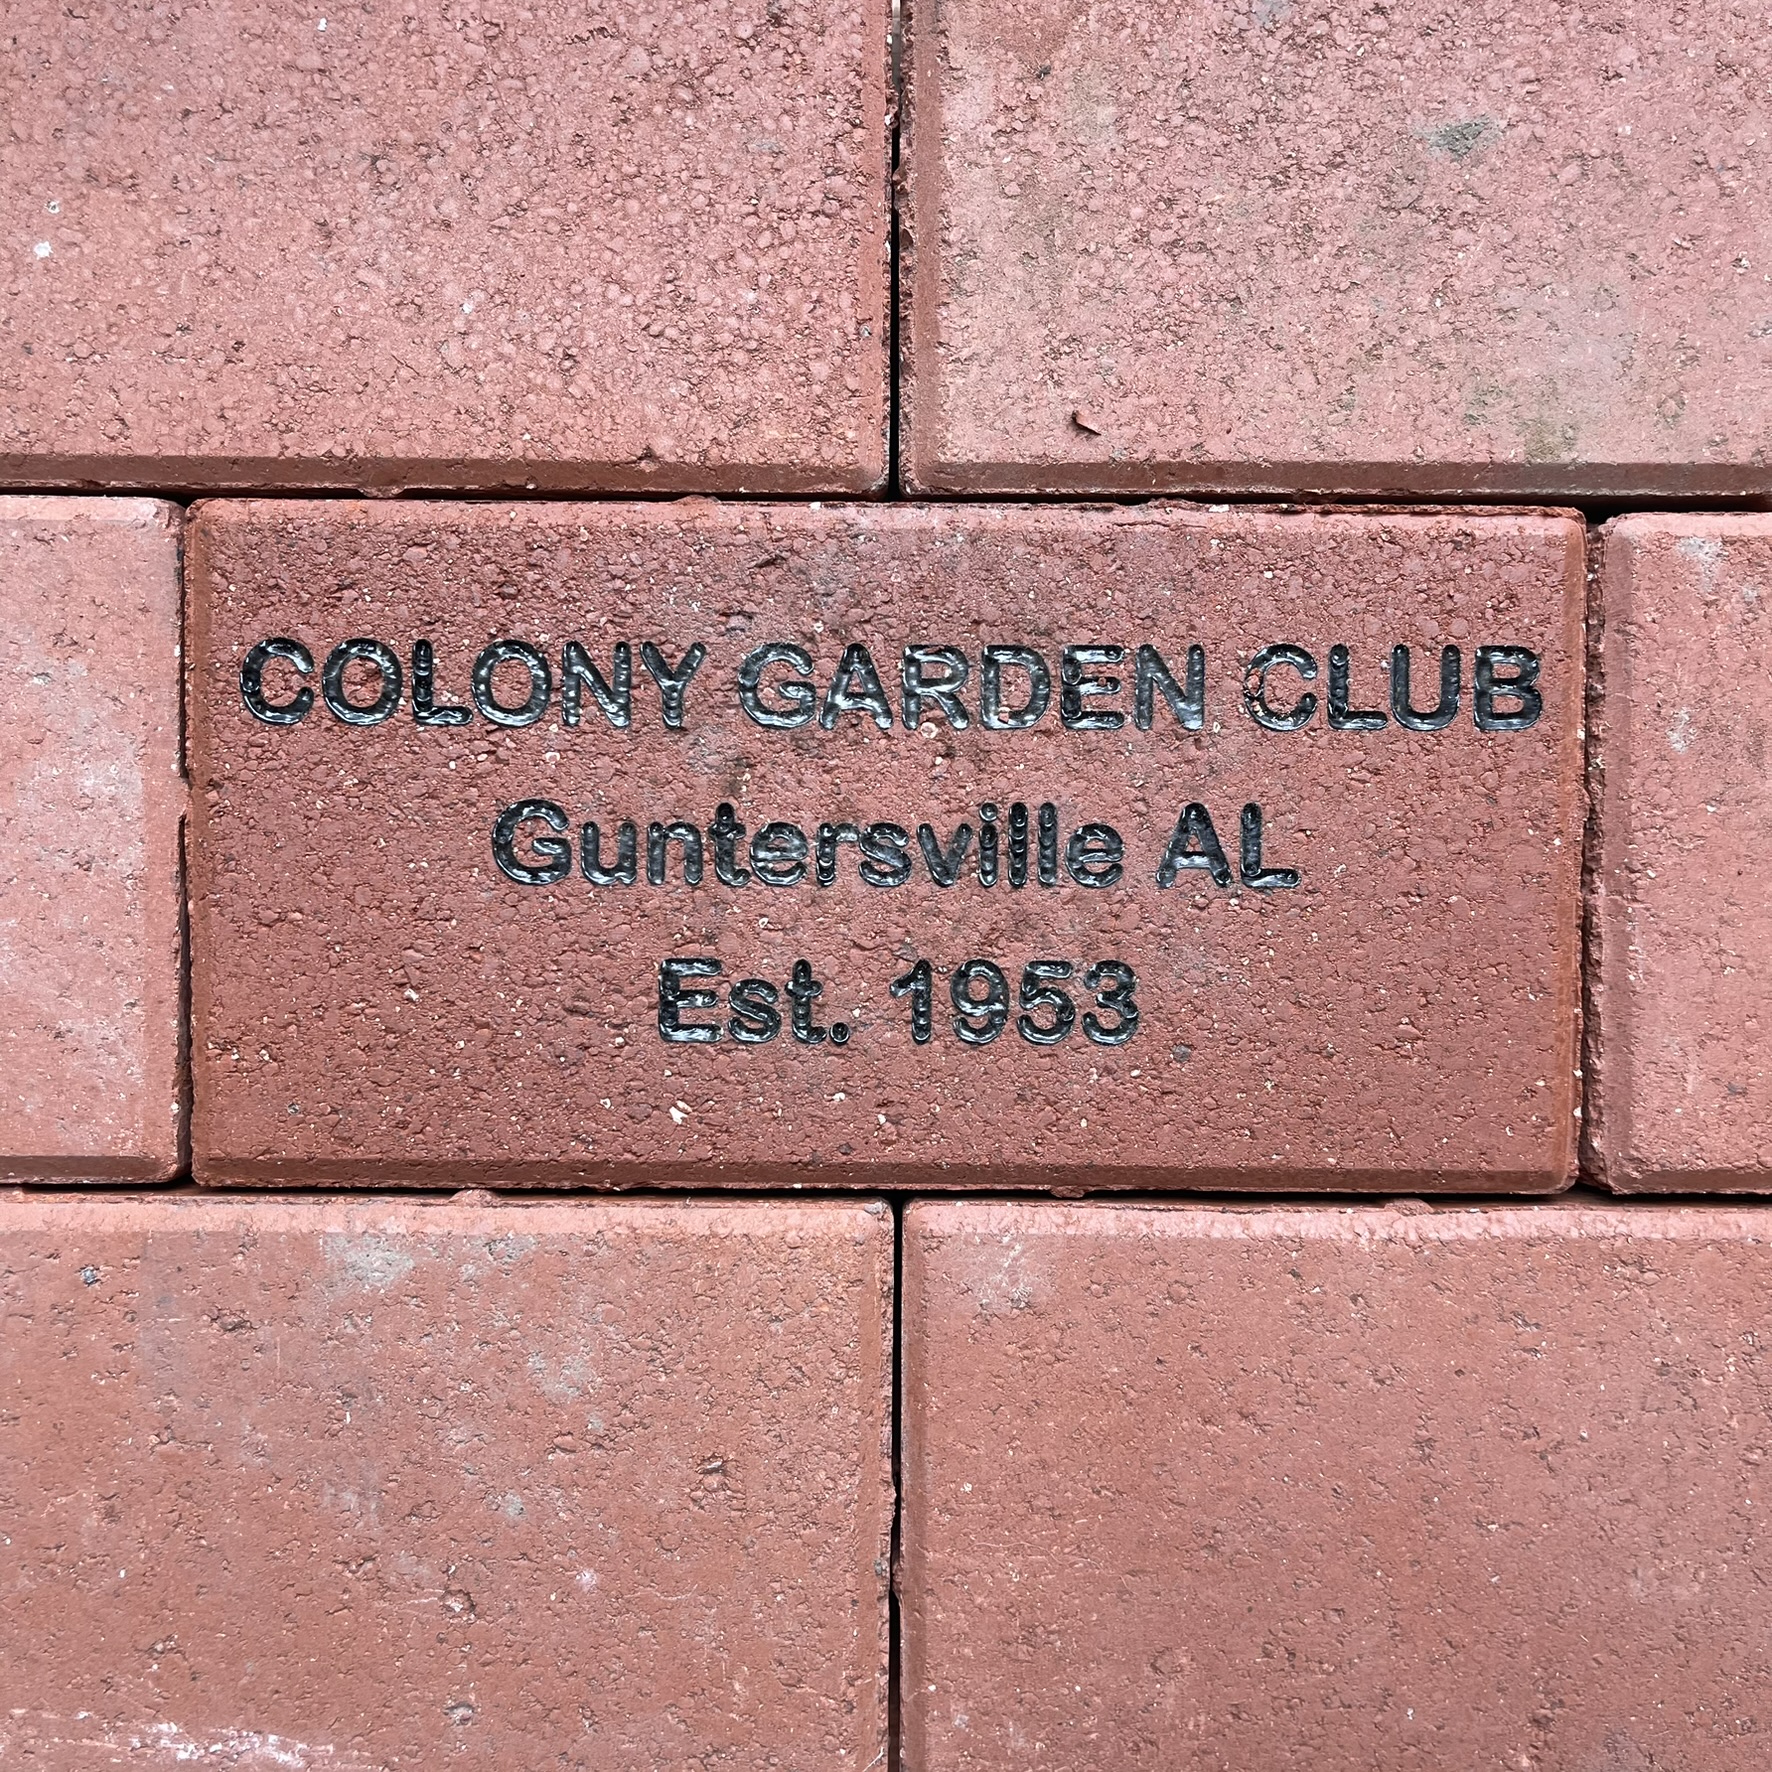 COLONY GARDEN CLUB
Guntersville AL
Est. 1953